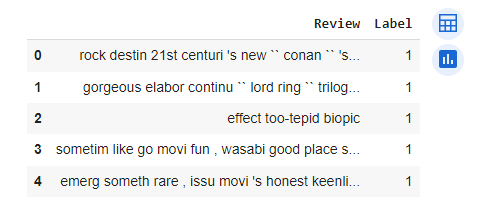 Review Label
0 rock destin 21st centuri 's new `` conan `` 's... 1
1 gorgeous elabor continu `` lord ring `` trilog... 1
2 effect too-tepid biopic 1
3 sometim like go movi fun , wasabi good place s... 1
4 emerg someth rare , issu movi 's honest keenli... 1